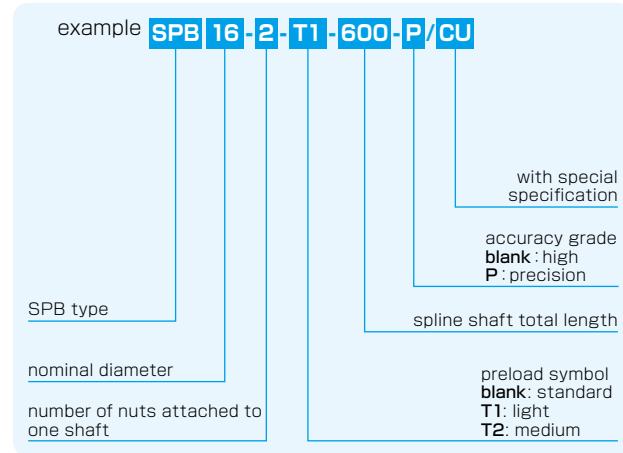 example SPB 16-2-T1-600-P/CU
with special
specification
accuracy grade
blank : high
P : precision
SPB type
spline shaft total length
nominal diameter
preload symbol
blank: standard
T1: light
T2: medium
number of nuts attached to
one shaft